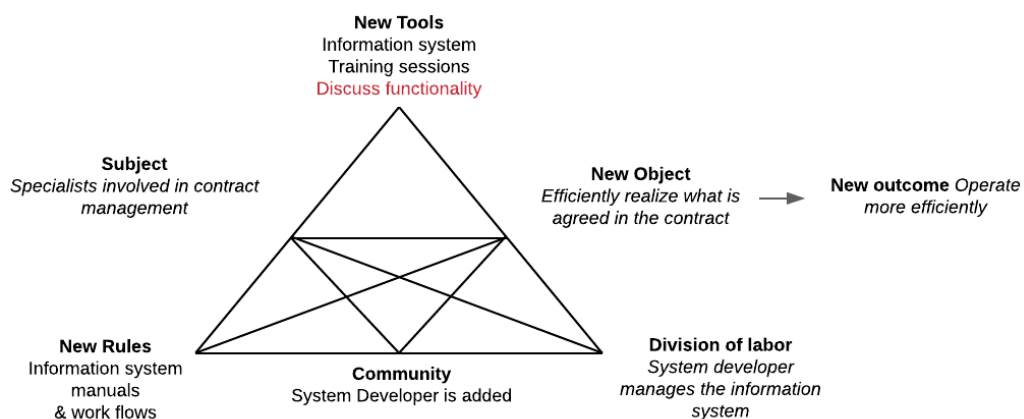 New Tools
Information system
Training sessions
Discuss functionality
Subject
Specialists involved in contract
management
New Object
Efficiently realize what is
agreed in the contract
New outcome Operate
more efficiently
New Rules
Information system
manuals
& work flows
Community
System Developer is added
Division of labor
System developer
manages the information
system